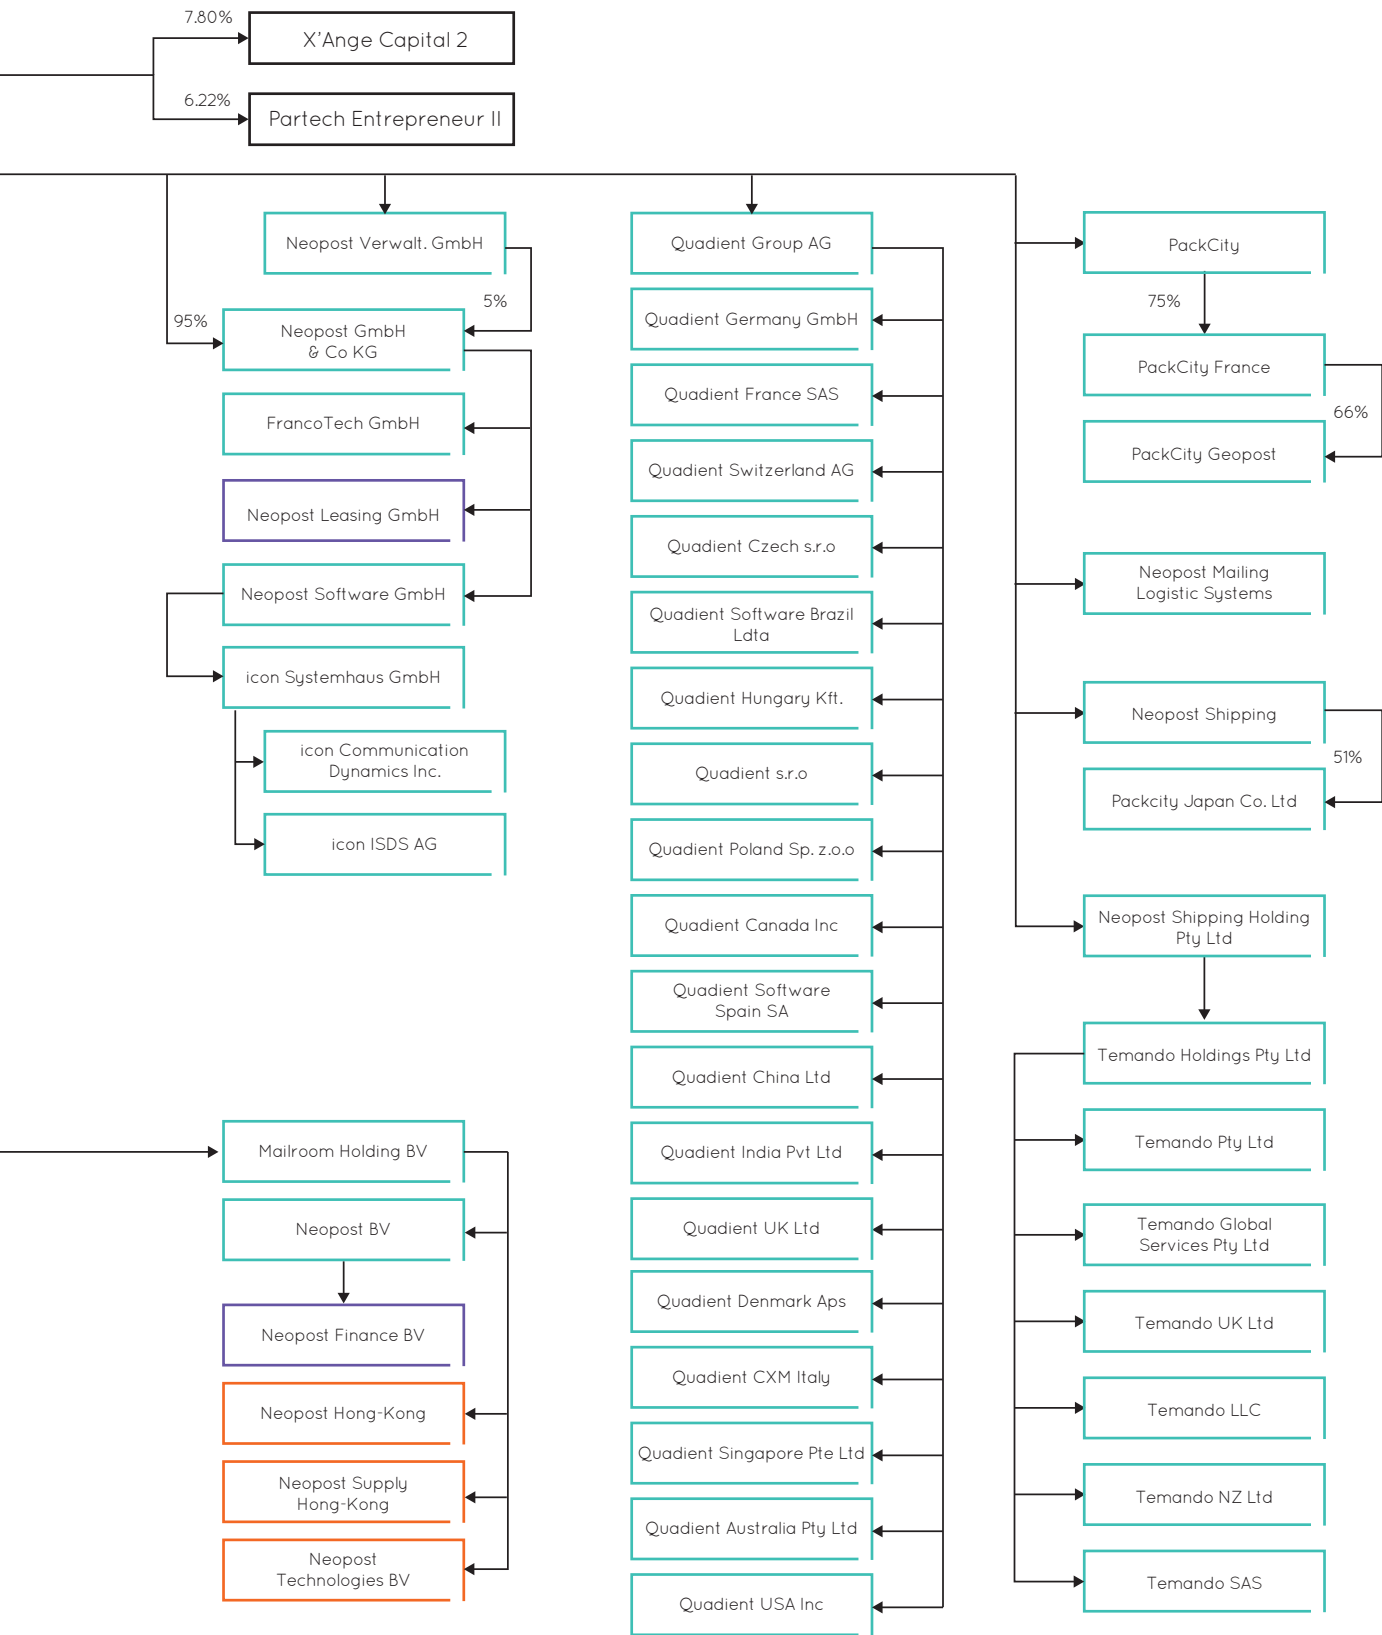 7.80%
X'Ange Capital 2
6.22%
Partech Entrepreneur II
Neopost Verwalt. GmbH
5%
95%
Neopost GmbH
& Co KG
FrancoTech GmbH
Neopost Leasing GmbH
Neopost Software GmbH
icon Systemhaus GmbH
icon Communication
Dynamics Inc.
icon ISDS AG
Mailroom Holding BV
Neopost BV
Neopost Finance BV
Neopost Hong-Kong
Neopost Supply
Hong-Kong
Neopost
Technologies BV
Quadient Group AG
Quadient Germany GmbH
Quadient France SAS
Quadient Switzerland AG
Quadient Czech s.r.o
Quadient Software Brazil
Ldta
Quadient Hungary Kft.
Quadient s.r.o
Quadient Poland Sp. z.o.o
Quadient Canada Inc
Quadient Software
Spain SA
Quadient China Ltd
Quadient India Pvt Ltd
Quadient UK Ltd
Quadient Denmark Aps
Quadient CXM Italy
Quadient Singapore Pte Ltd
Quadient Australia Pty Ltd
Quadient USA Inc
PackCity
75%
PackCity France
66%
PackCity Geopost
Neopost Mailing
Logistic Systems
Neopost Shipping
51%
Packcity Japan Co. Ltd
Neopost Shipping Holding
Pty Ltd
Temando Holdings Pty Ltd
Temando Pty Ltd
Temando Global
Services Pty Ltd
Temando UK Ltd
Temando LLC
Temando NZ Ltd
Temando SAS